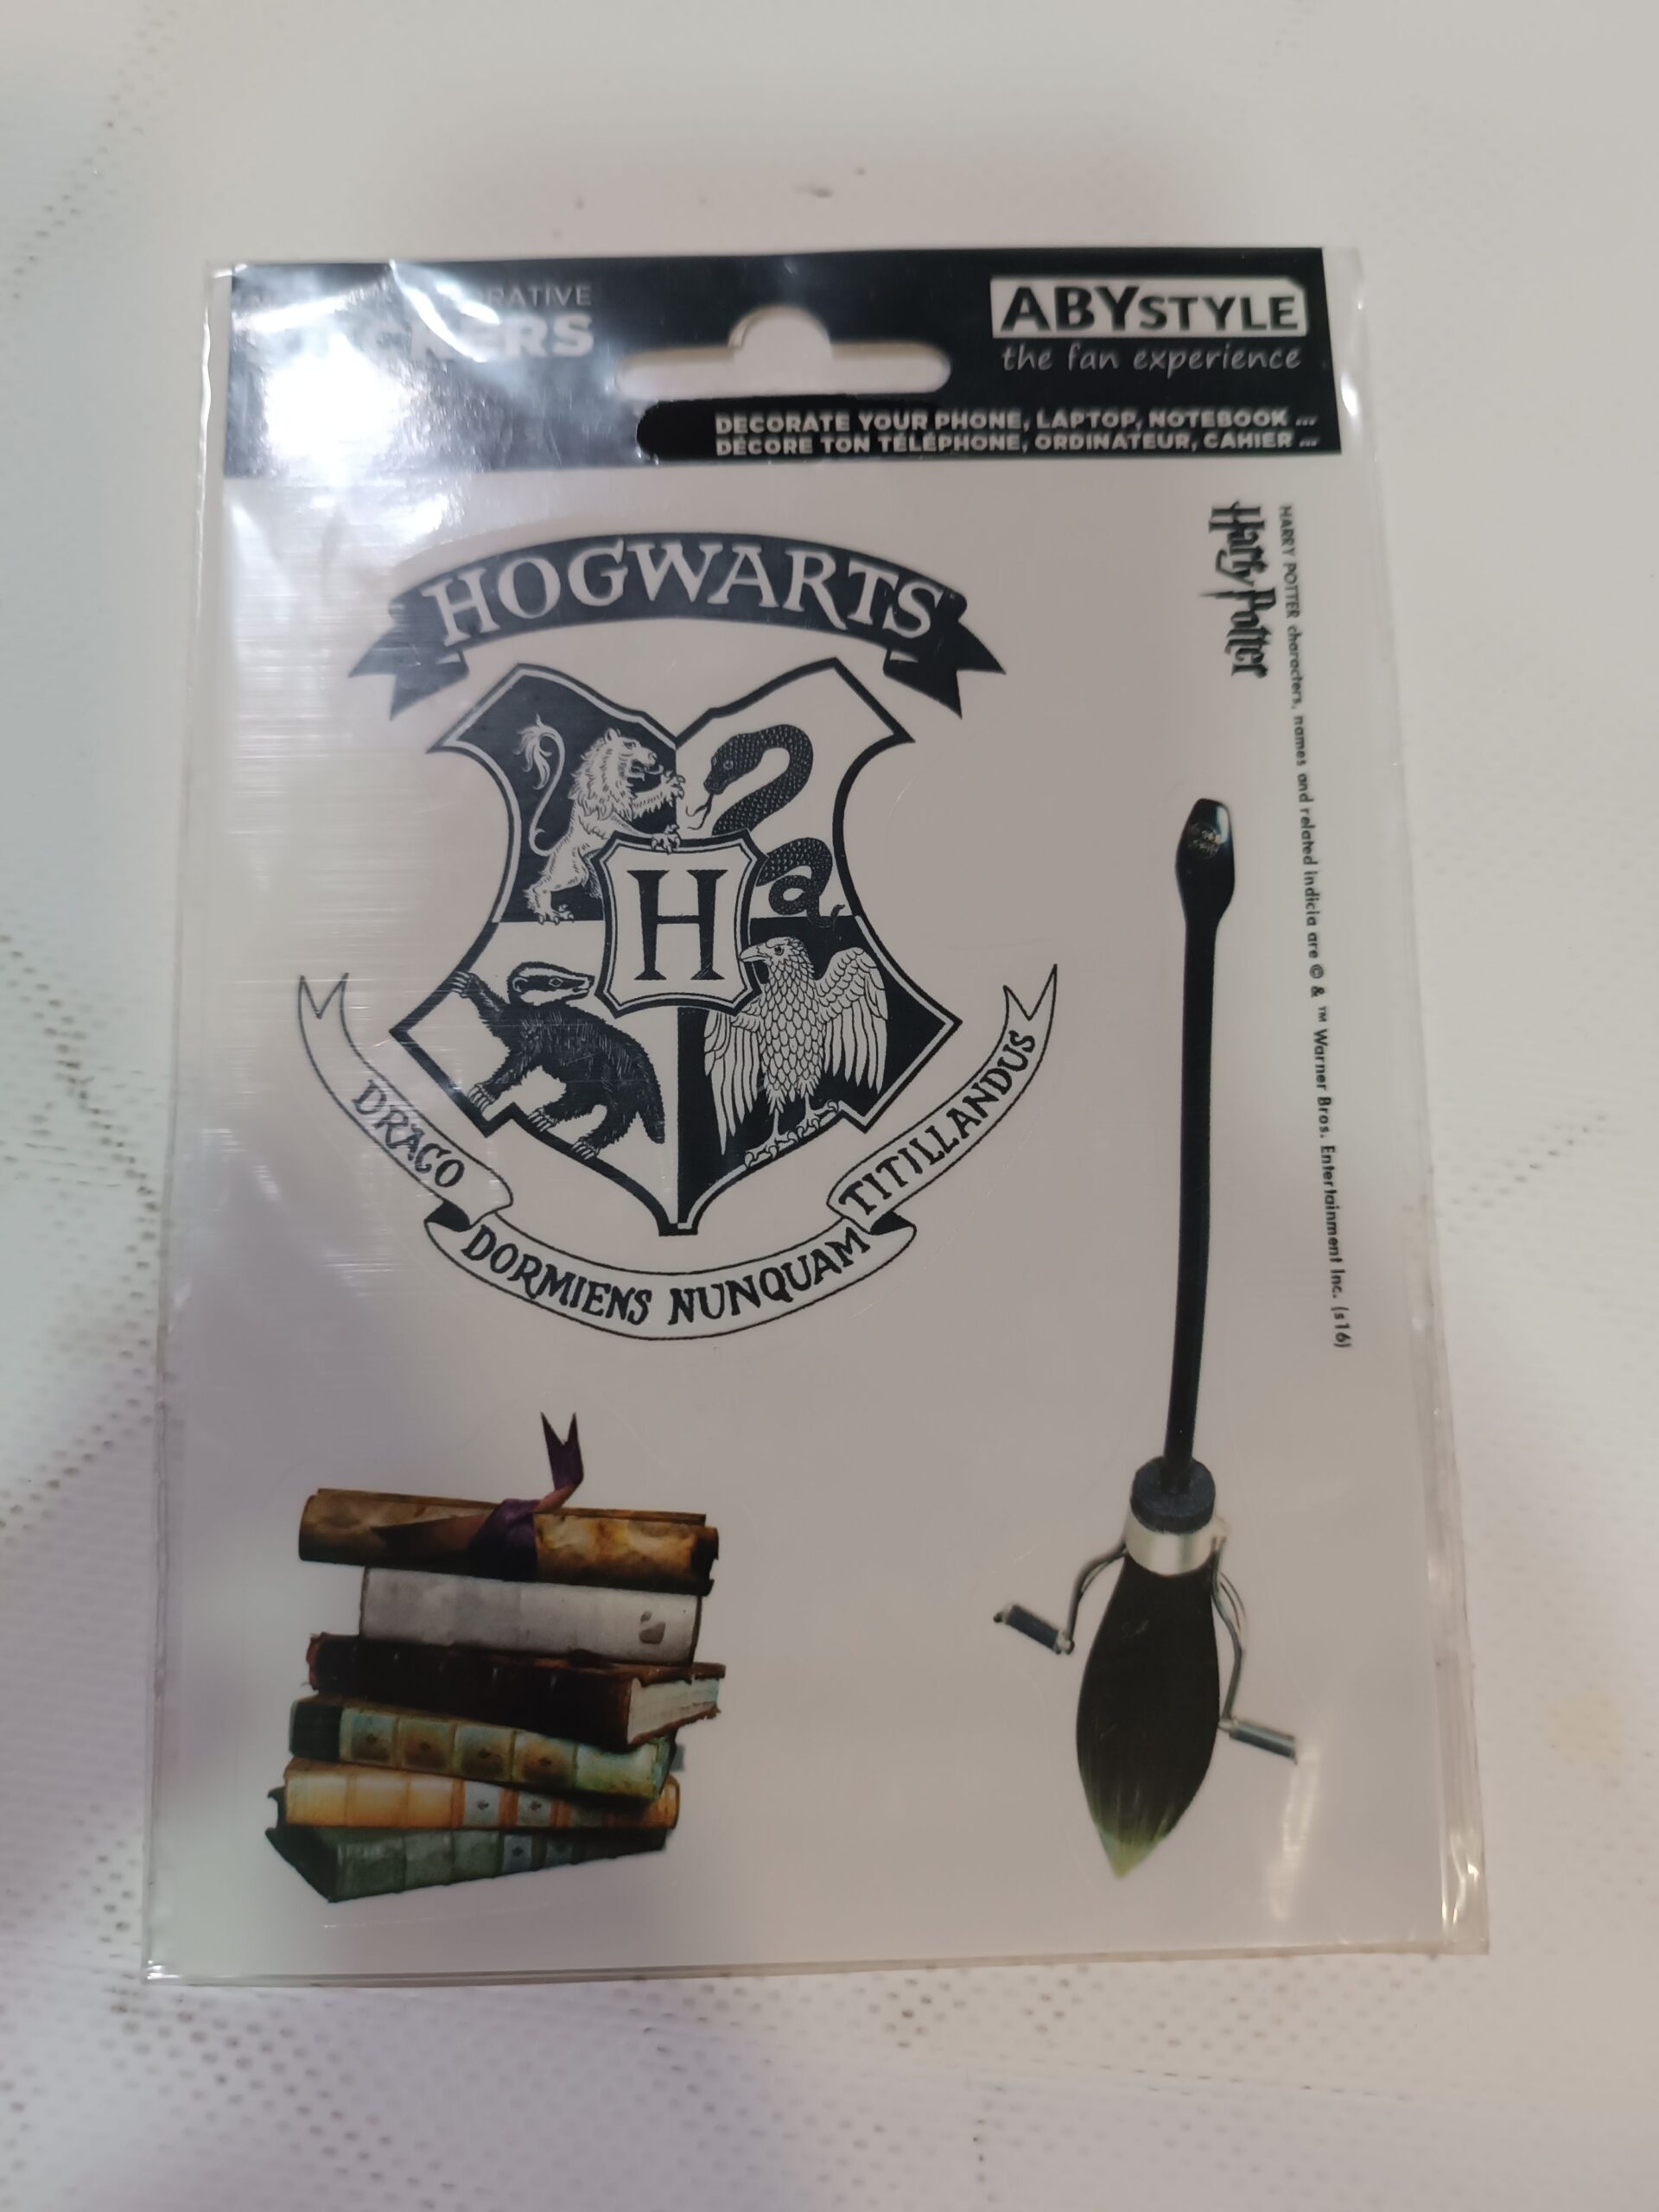 STICKERS
ABYSTYLE
the fan experience
DECORATE YOUR PHONE, LAPTOP, NOTEBOOK ...
DÉCORE TON TÉLÉPHONE, ORDINATEUR, CAHIER ...
HARRY POTTER characters, names and related indicia are © & ™ Warner Bros. Entertainment Inc. (s16)
Harry Potter
HOGWARTS
H
DRACO
DORMIENS NUNQUAM
TITILLANDUS